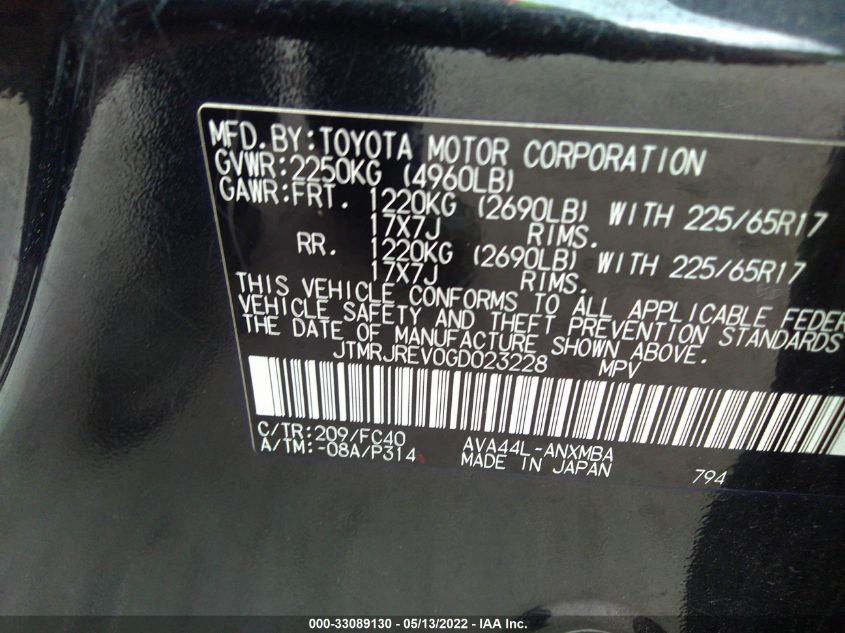 MFD.BY:TOYOTA MOTOR CORPORATION
GVWR:2250KG (4960LB)
GAWR:FRT. 1220KG (2690LB) WITH 225/65R17
17X7J RIMS.
RR. 1220KG (2690LB) WITH 225/65R17
17X7J RIMS.
THIS VEHICLE CONFORMS TO ALL APPLICABLE FEDER
VEHICLE SAFETY AND THEFT PREVENTION STANDARDS
THE DATE OF MANUFACTURE SHOWN ABOVE.
JTMRJREV0GD023228 MPV
C/TR:209/FC40 AVA44L-ANXMBA
A/TM:-08A/P314 MADE IN JAPAN 794
000-33089130 - 05/13/2022 - IAA Inc.